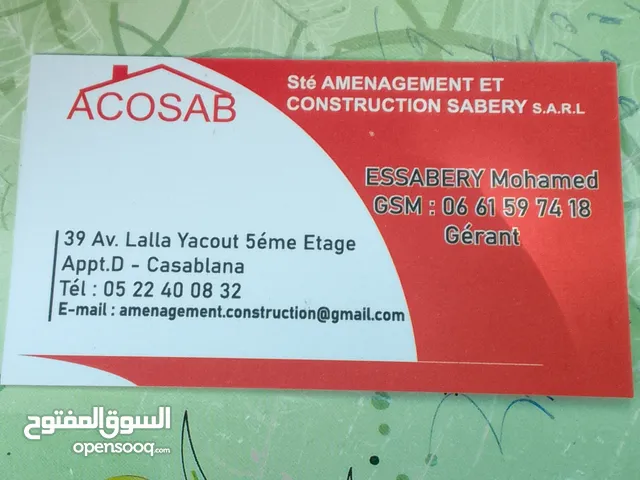 ACOSAB
Sté AMENAGEMENT ET
CONSTRUCTION SABERY S.A.R.L
ESSABERY Mohamed
GSM : 06 61 59 74 18
Gérant
39 Av. Lalla Yacout 5éme Etage
Appt.D - Casablana
Tél : 05 22 40 08 32
E-mail : amenagement.construction@gmail.com
السوق المفتوح
opensooq.com